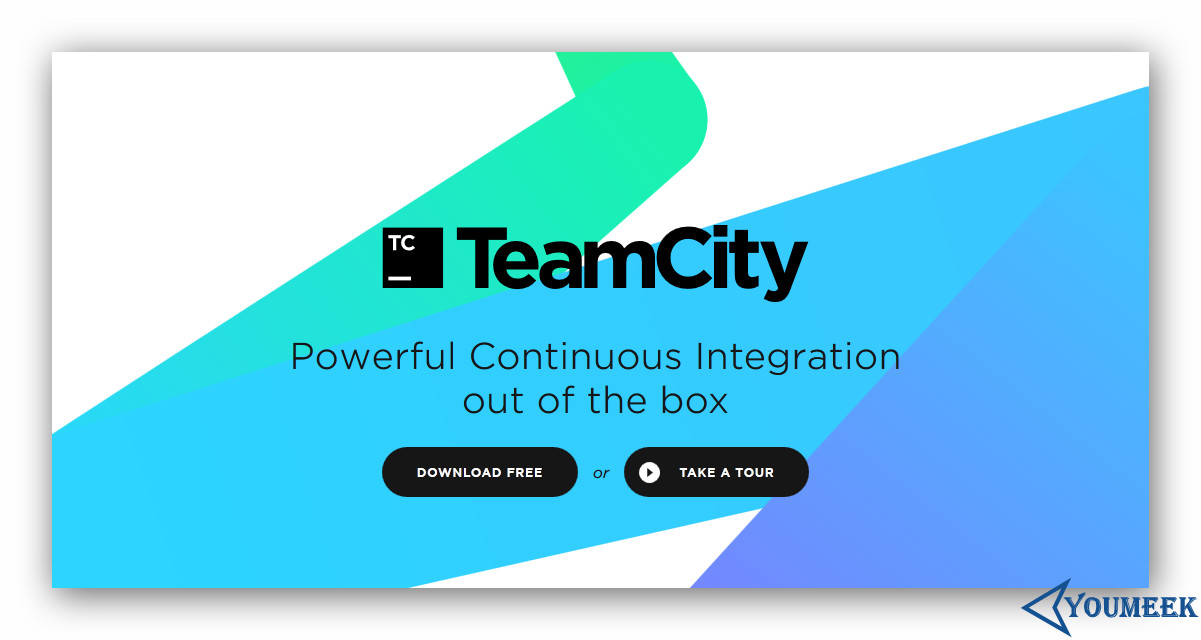 TC
TeamCity
Powerful Continuous Integration
out of the box
DOWNLOAD FREE or TAKE A TOUR
YOUMEEK